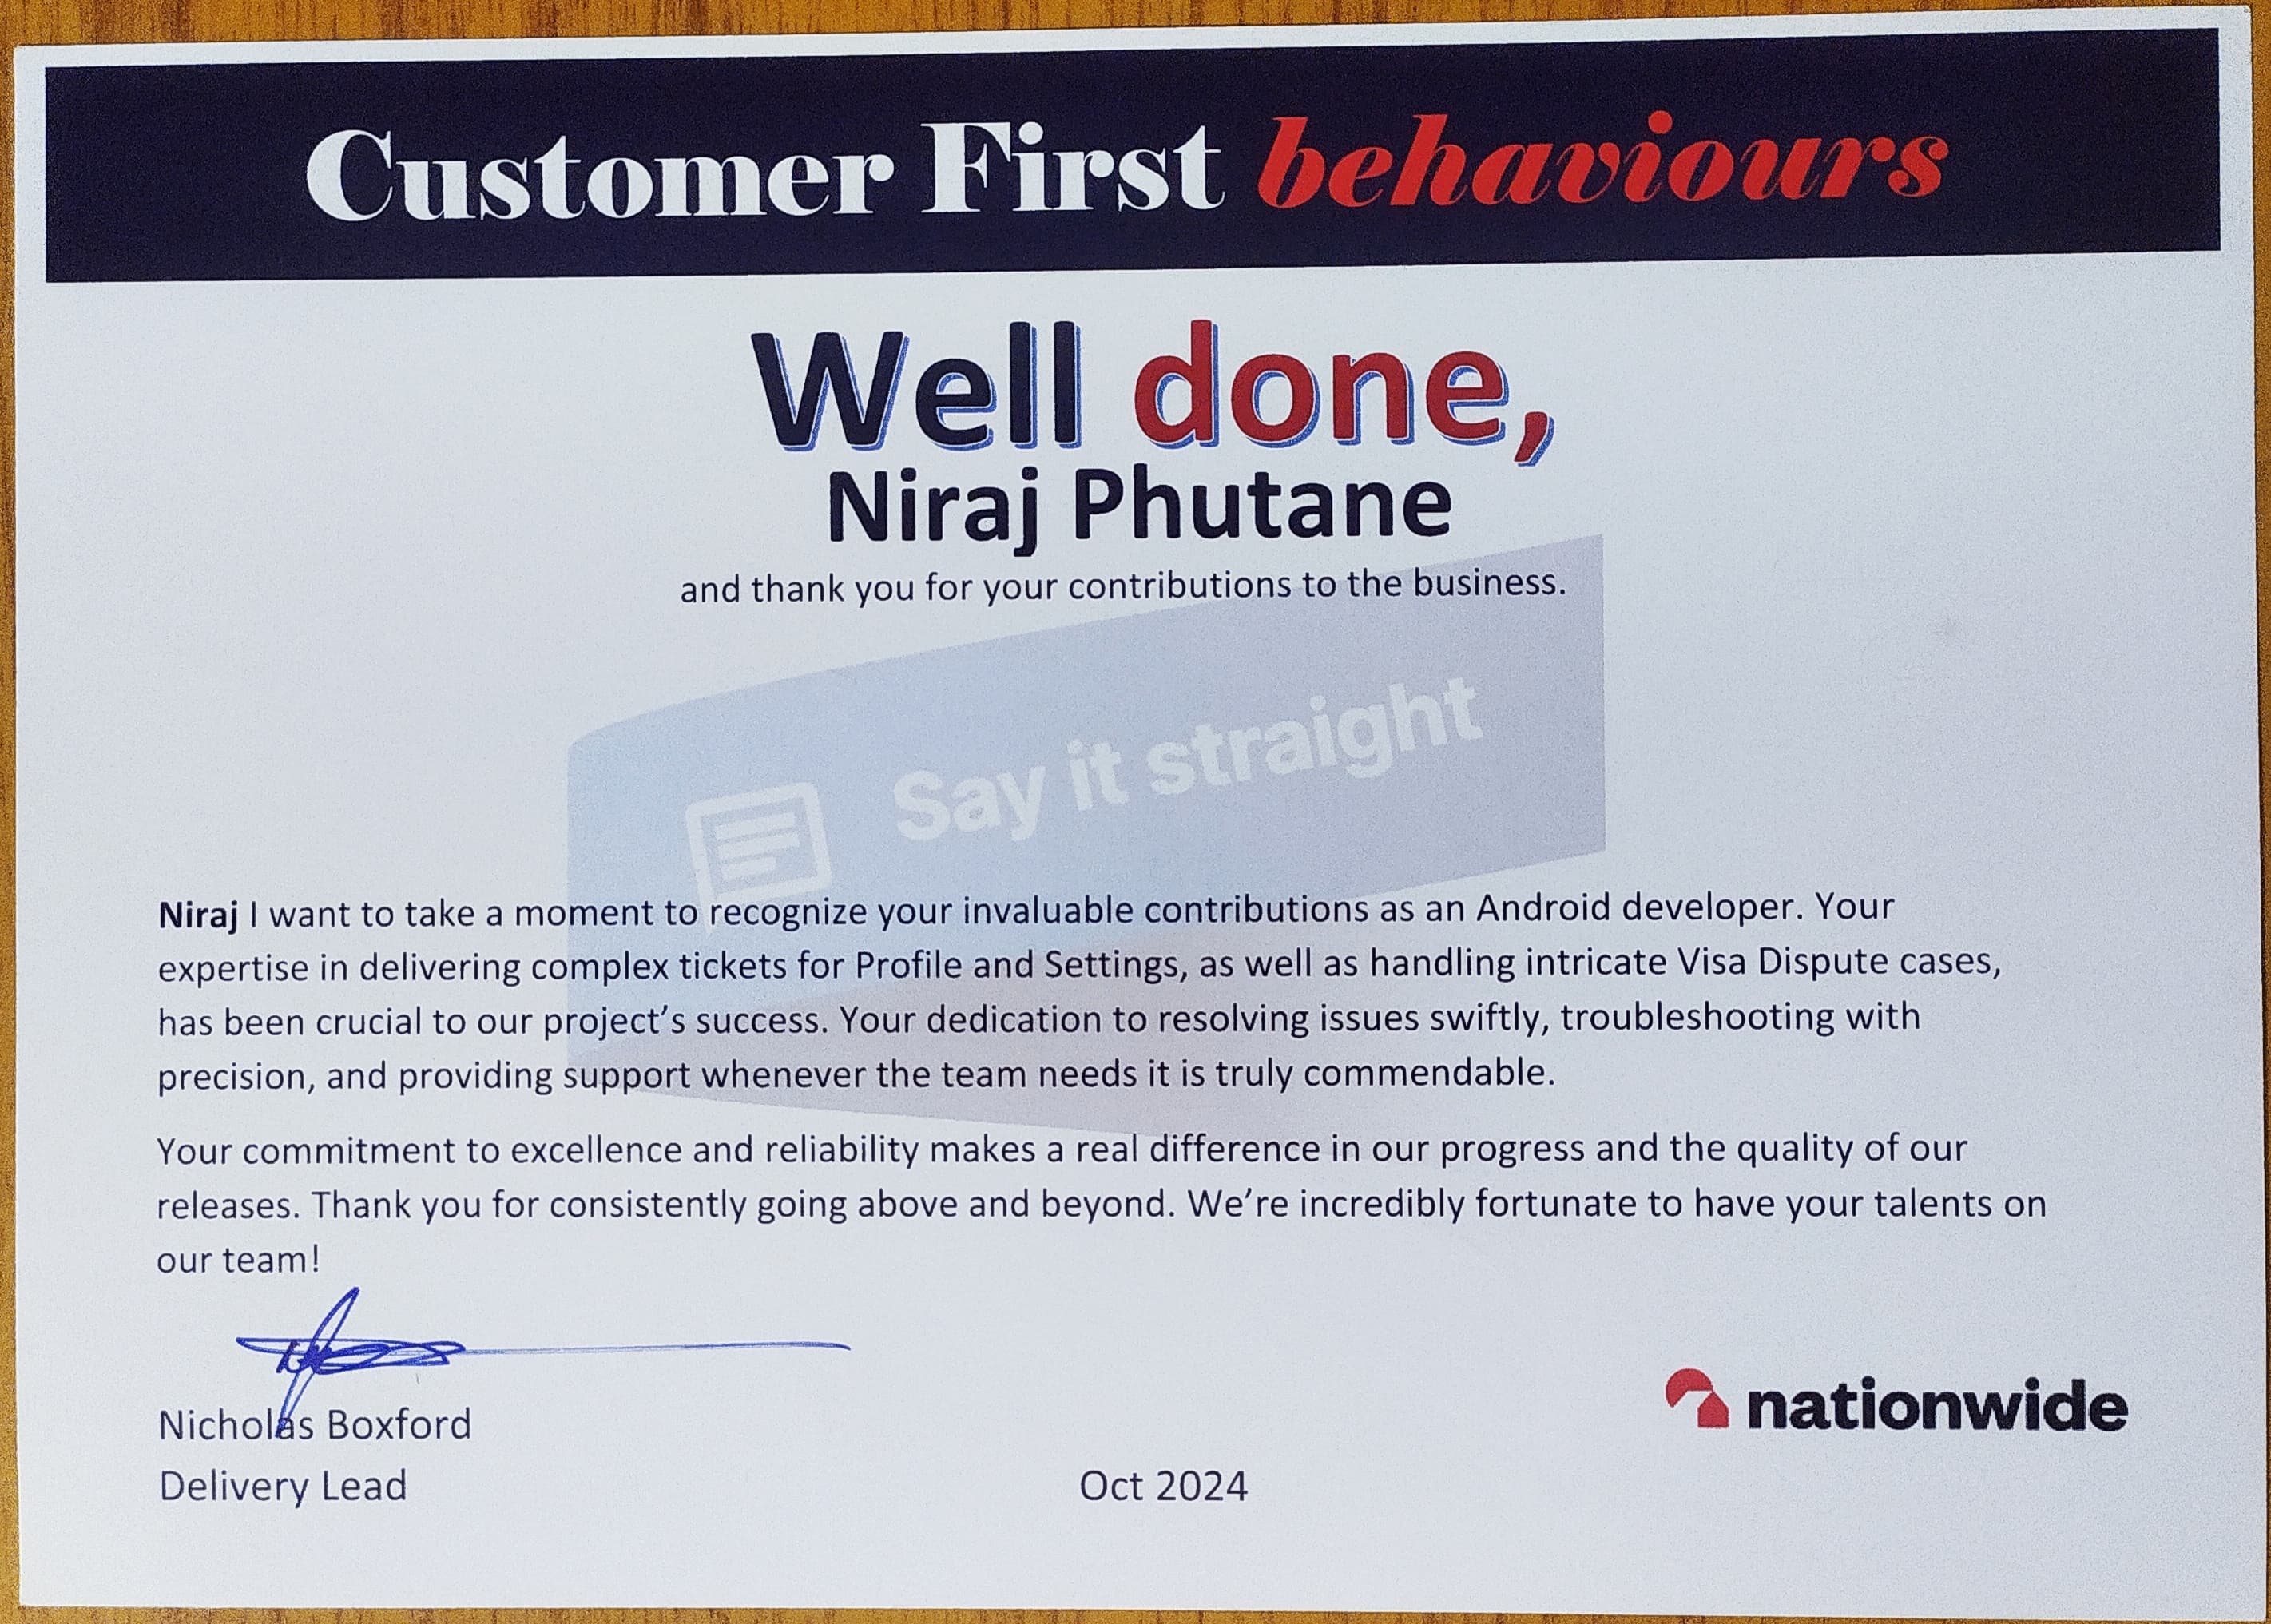 Customer First behaviours
Well done,
Niraj Phutane
and thank you for your contributions to the business.
Say it straight
Niraj I want to take a moment to recognize your invaluable contributions as an Android developer. Your
expertise in delivering complex tickets for Profile and Settings, as well as handling intricate Visa Dispute cases,
has been crucial to our project’s success. Your dedication to resolving issues swiftly, troubleshooting with
precision, and providing support whenever the team needs it is truly commendable.
Your commitment to excellence and reliability makes a real difference in our progress and the quality of our
releases. Thank you for consistently going above and beyond. We’re incredibly fortunate to have your talents on
our team!
Nicholas Boxford
nationwide
Delivery Lead
Oct 2024